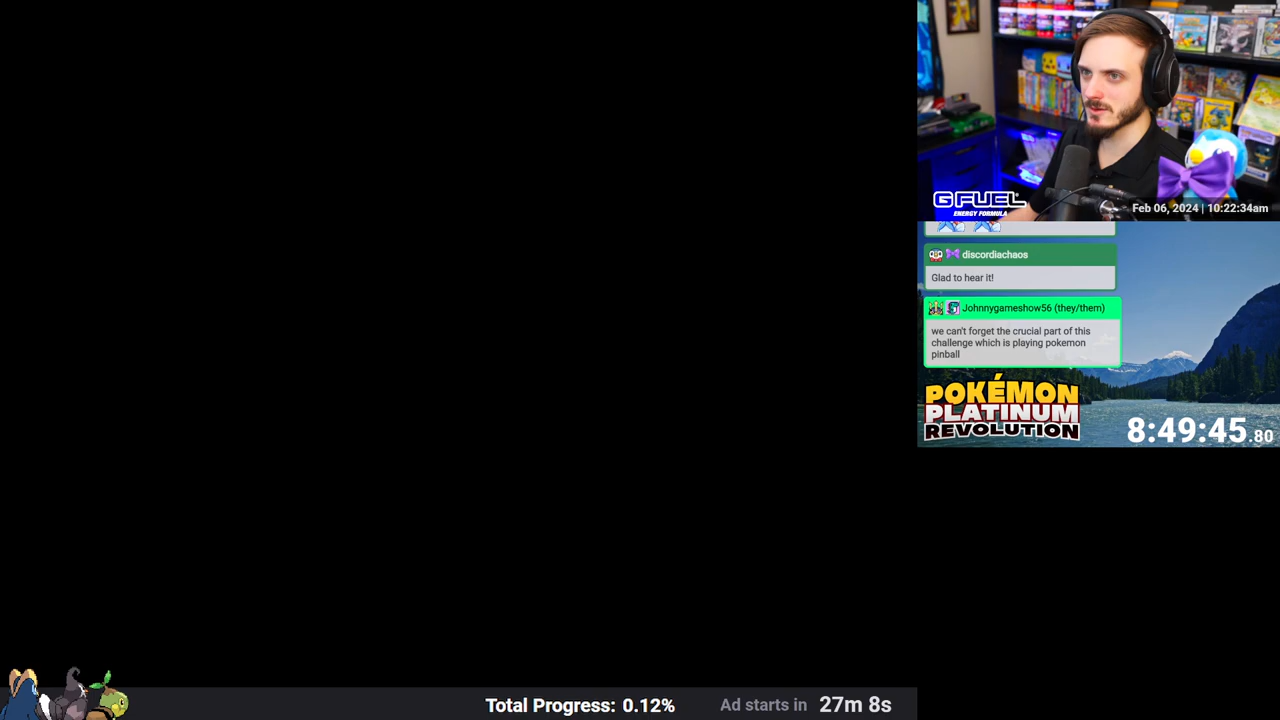 G FUEL
ENERGY FORMULA
Feb 06, 2024 | 10:22:34am
discordiachaos
Glad to hear it!
Johnnygameshow56 (they/them)
we can't forget the crucial part of this
challenge which is playing pokemon
pinball
POKÉMON
PLATINUM
REVOLUTION
8:49:45.80
Total Progress: 0.12%
Ad starts in 27m 8s